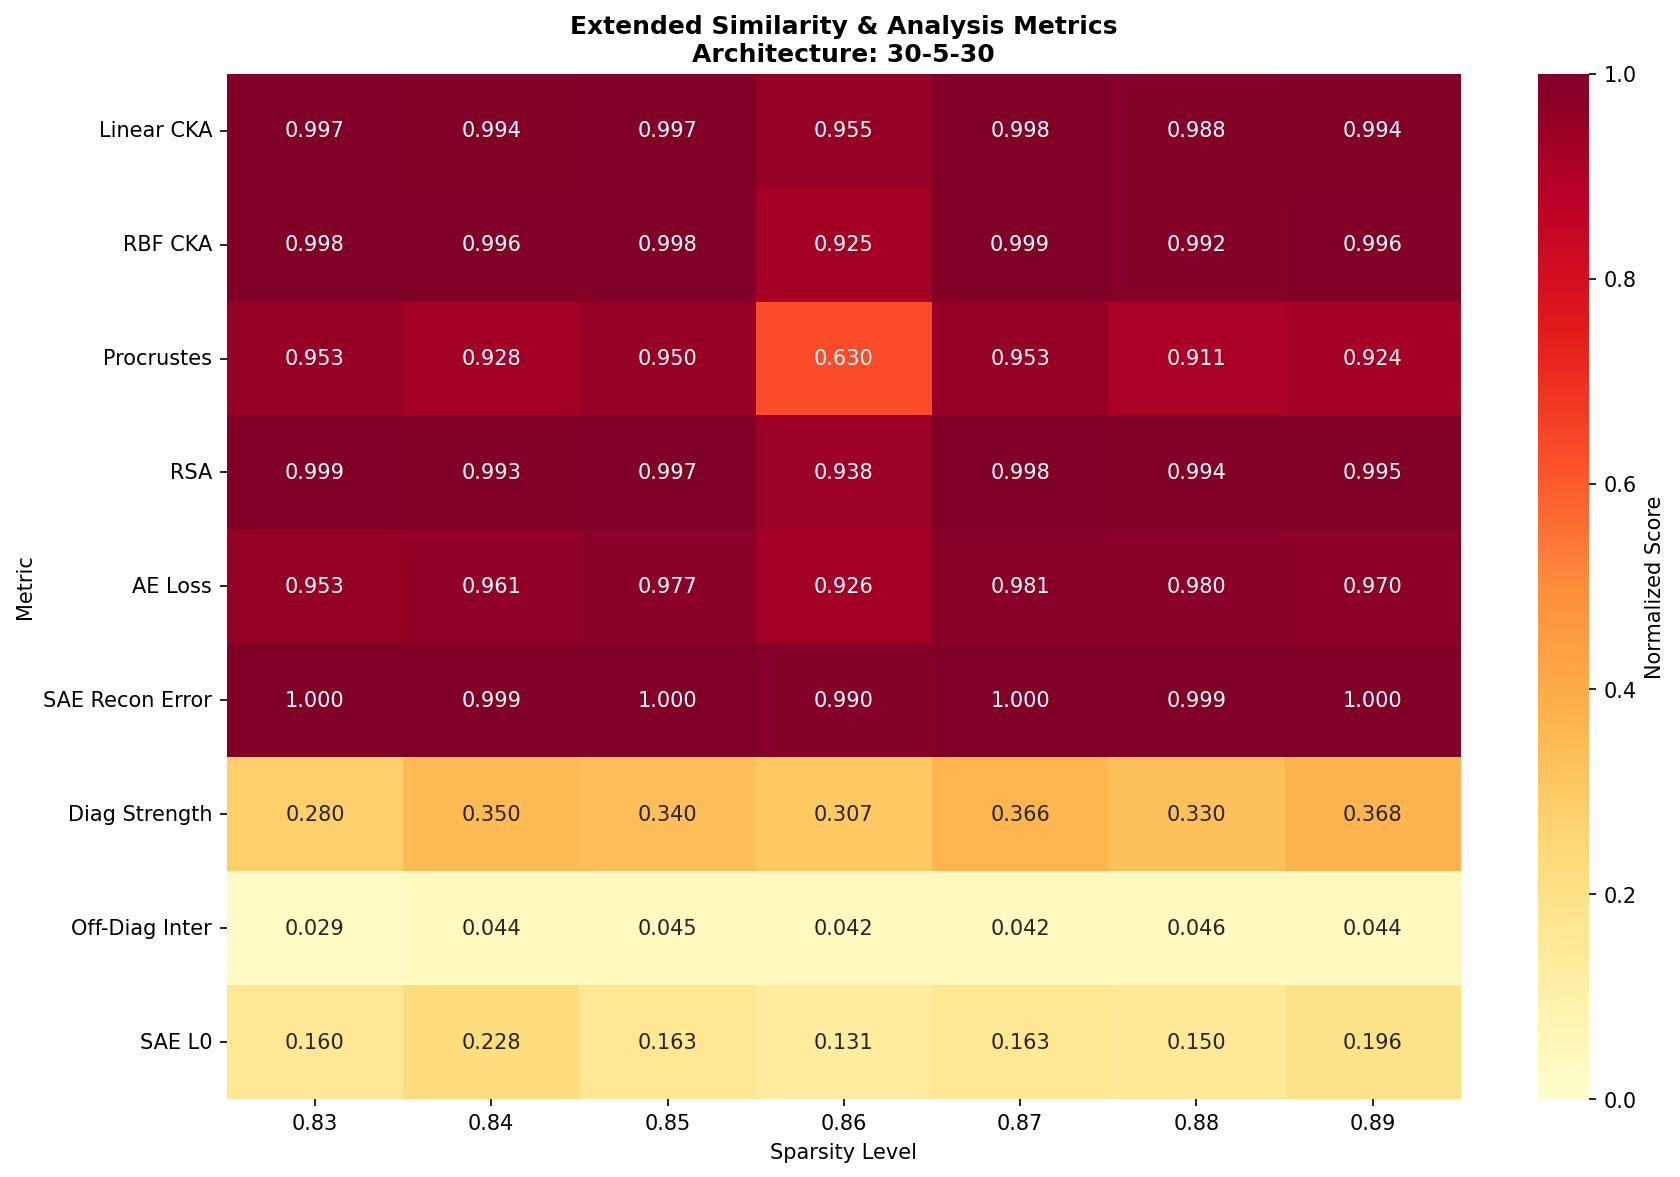 Extended Similarity & Analysis Metrics
Architecture: 30-5-30
Metric
Linear CKA 0.997 0.994 0.997 0.955 0.998 0.988 0.994
RBF CKA 0.998 0.996 0.998 0.925 0.999 0.992 0.996
Procrustes 0.953 0.928 0.950 0.630 0.953 0.911 0.924
RSA 0.999 0.993 0.997 0.938 0.998 0.994 0.995
AE Loss 0.953 0.961 0.977 0.926 0.981 0.980 0.970
SAE Recon Error 1.000 0.999 1.000 0.990 1.000 0.999 1.000
Diag Strength 0.280 0.350 0.340 0.307 0.366 0.330 0.368
Off-Diag Inter 0.029 0.044 0.045 0.042 0.042 0.046 0.044
SAE L0 0.160 0.228 0.163 0.131 0.163 0.150 0.196
0.83 0.84 0.85 0.86 0.87 0.88 0.89
Sparsity Level
1.0
0.8
0.6
0.4
0.2
0.0
Normalized Score